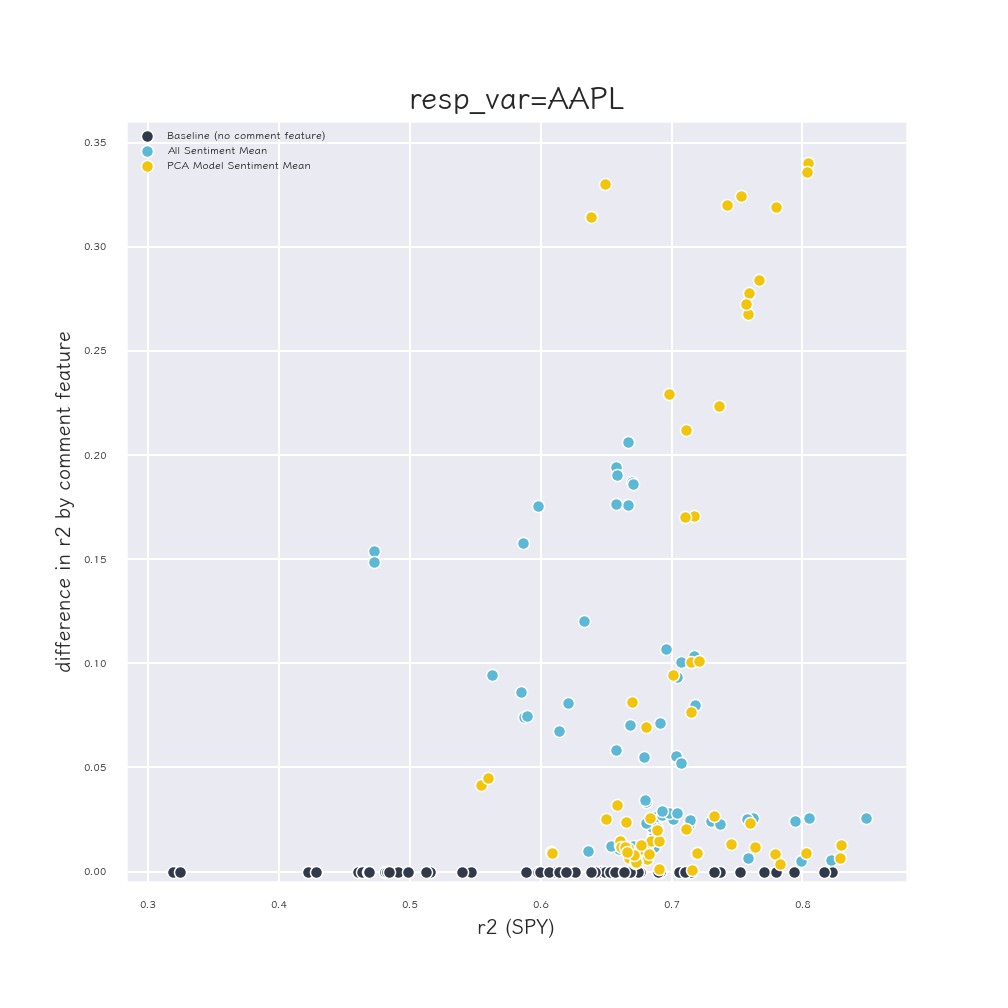 resp_var=AAPL
Baseline (no comment feature)
All Sentiment Mean
PCA Model Sentiment Mean
difference in r2 by comment feature
0.35
0.30
0.25
0.20
0.15
0.10
0.05
0.00
0.3 0.4 0.5 0.6 0.7 0.8
r2 (SPY)